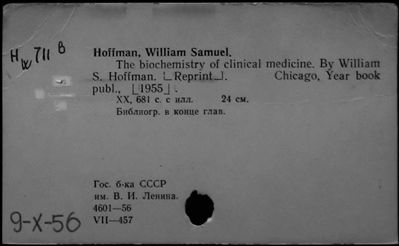 Hw 711 B
Hoffman, William Samuel.
The biochemistry of clinical medicine. By William
S. Hoffman. [Reprint]. Chicago, Year book
publ., [1955].
XX, 681 с. с илл. 24 см.
Библиогр. в конце глав.
Гос. б-ка СССР
им. В. И. Ленина.
4601—56
VII—457
9-X-56